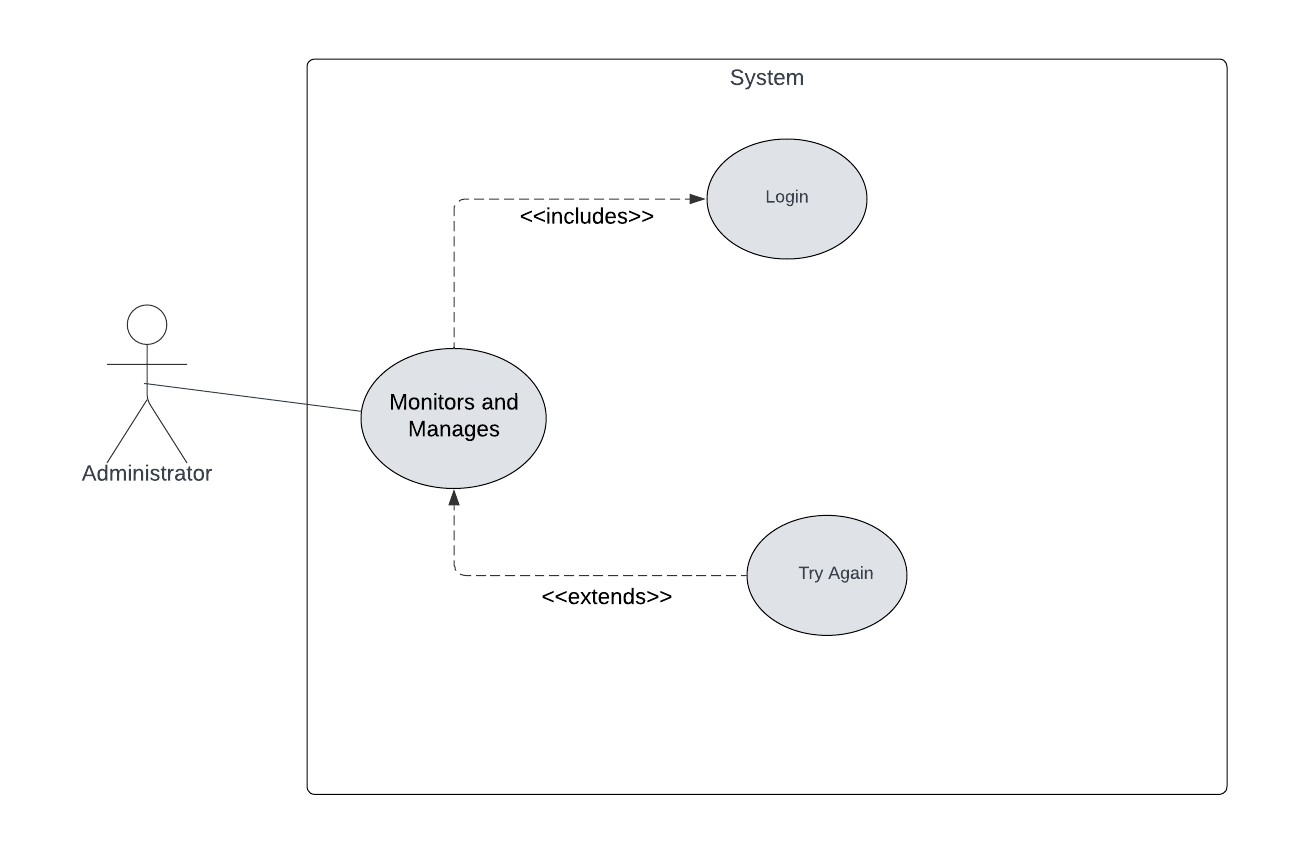 System
Login
<<includes>>
Monitors and
Manages
Administrator
Try Again
<<extends>>